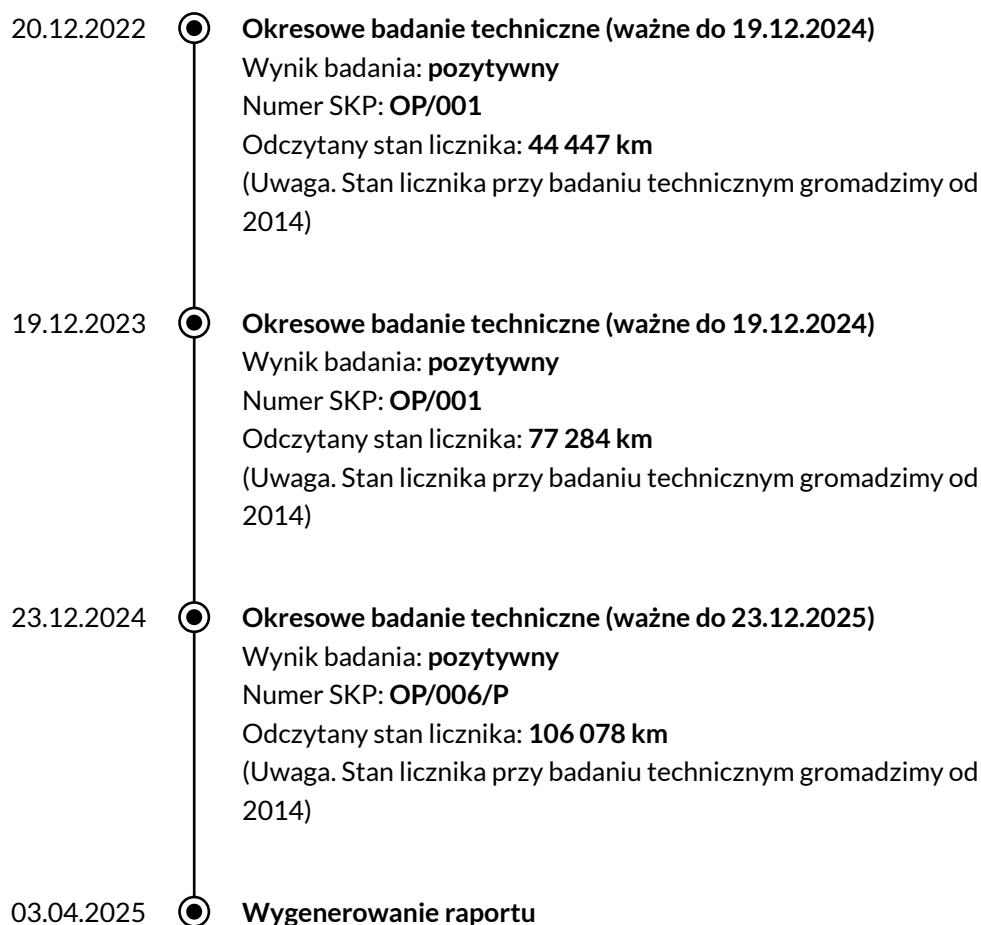 20.12.2022 Okresowe badanie techniczne (ważne do 19.12.2024)
Wynik badania: pozytywny
Numer SKP: OP/001
Odczytany stan licznika: 44 447 km
(Uwaga. Stan licznika przy badaniu technicznym gromadzimy od
2014)
19.12.2023 Okresowe badanie techniczne (ważne do 19.12.2024)
Wynik badania: pozytywny
Numer SKP: OP/001
Odczytany stan licznika: 77 284 km
(Uwaga. Stan licznika przy badaniu technicznym gromadzimy od
2014)
23.12.2024 Okresowe badanie techniczne (ważne do 23.12.2025)
Wynik badania: pozytywny
Numer SKP: OP/006/P
Odczytany stan licznika: 106 078 km
(Uwaga. Stan licznika przy badaniu technicznym gromadzimy od
2014)
03.04.2025 Wygenerowanie raportu